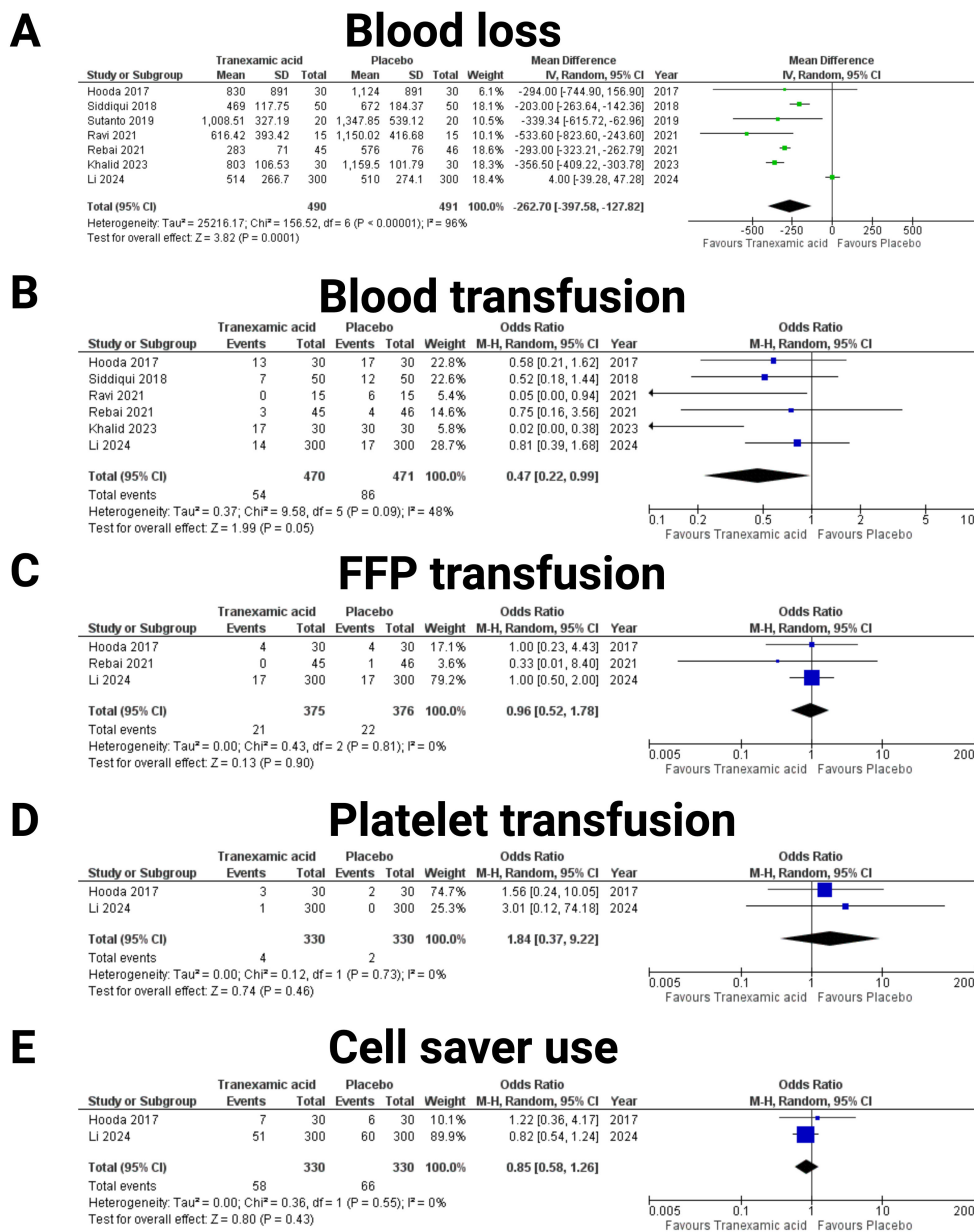 A Blood loss
Tranexamic acid Placebo Mean Difference Mean Difference
Study or Subgroup Mean SD Total Mean SD Total Weight IV, Random, 95% CI Year IV, Random, 95% CI
Hooda 2017 830 891 30 1,124 891 30 6.1% -294.00 [-744.90, 156.90] 2017
Siddiqui 2018 469 117.75 50 672 184.37 50 18.1% -203.00 [-263.64, -142.36] 2018
Sutanto 2019 1,008.51 327.19 20 1,347.85 539.12 20 10.5% -339.34 [-615.72, -62.96] 2019
Ravi 2021 616.42 393.42 15 1,150.02 416.68 15 10.1% -533.60 [-823.60, -243.60] 2021
Rebai 2021 283 71 45 576 76 46 18.5% -293.00 [-323.21, -262.79] 2021
Khalid 2023 803 106.53 30 1,159.5 101.79 30 18.3% -356.50 [-409.22, -303.78] 2023
Li 2024 514 266.7 300 510 274.1 300 18.4% 4.00 [-39.28, 47.28] 2024
Total (95% CI) 490 491 100.0% -262.70 [-397.58, -127.82]
Heterogeneity: Tau² = 25216.17; Chi² = 156.52, df = 6 (P < 0.00001); I² = 96%
Test for overall effect: Z = 3.82 (P = 0.0001)
-500 -250 0 250 500
Favours Tranexamic acid Favours Placebo
B Blood transfusion
Tranexamic acid Placebo Odds Ratio Odds Ratio
Study or Subgroup Events Total Events Total Weight M-H, Random, 95% CI Year M-H, Random, 95% CI
Hooda 2017 13 30 17 30 22.8% 0.58 [0.21, 1.62] 2017
Siddiqui 2018 7 50 12 50 22.6% 0.52 [0.18, 1.44] 2018
Ravi 2021 0 15 6 15 5.4% 0.05 [0.00, 0.94] 2021
Rebai 2021 3 45 4 46 14.6% 0.75 [0.16, 3.56] 2021
Khalid 2023 17 30 30 30 5.8% 0.02 [0.00, 0.38] 2023
Li 2024 14 300 17 300 28.7% 0.81 [0.39, 1.68] 2024
Total (95% CI) 470 471 100.0% 0.47 [0.22, 0.99]
Total events 54 86
Heterogeneity: Tau² = 0.37; Chi² = 9.58, df = 5 (P = 0.09); I² = 48%
Test for overall effect: Z = 1.99 (P = 0.05)
0.1 0.2 0.5 1 2 5 10
Favours Tranexamic acid Favours Placebo
C FFP transfusion
Tranexamic acid Placebo Odds Ratio Odds Ratio
Study or Subgroup Events Total Events Total Weight M-H, Random, 95% CI Year M-H, Random, 95% CI
Hooda 2017 4 30 4 30 17.1% 1.00 [0.23, 4.43] 2017
Rebai 2021 0 45 1 46 3.6% 0.33 [0.01, 8.40] 2021
Li 2024 17 300 17 300 79.2% 1.00 [0.50, 2.00] 2024
Total (95% CI) 375 376 100.0% 0.96 [0.52, 1.78]
Total events 21 22
Heterogeneity: Tau² = 0.00; Chi² = 0.43, df = 2 (P = 0.81); I² = 0%
Test for overall effect: Z = 0.13 (P = 0.90)
0.005 0.1 1 10 200
Favours Tranexamic acid Favours Placebo
D Platelet transfusion
Tranexamic acid Placebo Odds Ratio Odds Ratio
Study or Subgroup Events Total Events Total Weight M-H, Random, 95% CI Year M-H, Random, 95% CI
Hooda 2017 3 30 2 30 74.7% 1.56 [0.24, 10.05] 2017
Li 2024 1 300 0 300 25.3% 3.01 [0.12, 74.18] 2024
Total (95% CI) 330 330 100.0% 1.84 [0.37, 9.22]
Total events 4 2
Heterogeneity: Tau² = 0.00; Chi² = 0.12, df = 1 (P = 0.73); I² = 0%
Test for overall effect: Z = 0.74 (P = 0.46)
0.005 0.1 1 10 200
Favours Tranexamic acid Favours Placebo
E Cell saver use
Tranexamic acid Placebo Odds Ratio Odds Ratio
Study or Subgroup Events Total Events Total Weight M-H, Random, 95% CI Year M-H, Random, 95% CI
Hooda 2017 7 30 6 30 10.1% 1.22 [0.36, 4.17] 2017
Li 2024 51 300 60 300 89.9% 0.82 [0.54, 1.24] 2024
Total (95% CI) 330 330 100.0% 0.85 [0.58, 1.26]
Total events 58 66
Heterogeneity: Tau² = 0.00; Chi² = 0.36, df = 1 (P = 0.55); I² = 0%
Test for overall effect: Z = 0.80 (P = 0.43)
0.005 0.1 1 10 200
Favours Tranexamic acid Favours Placebo